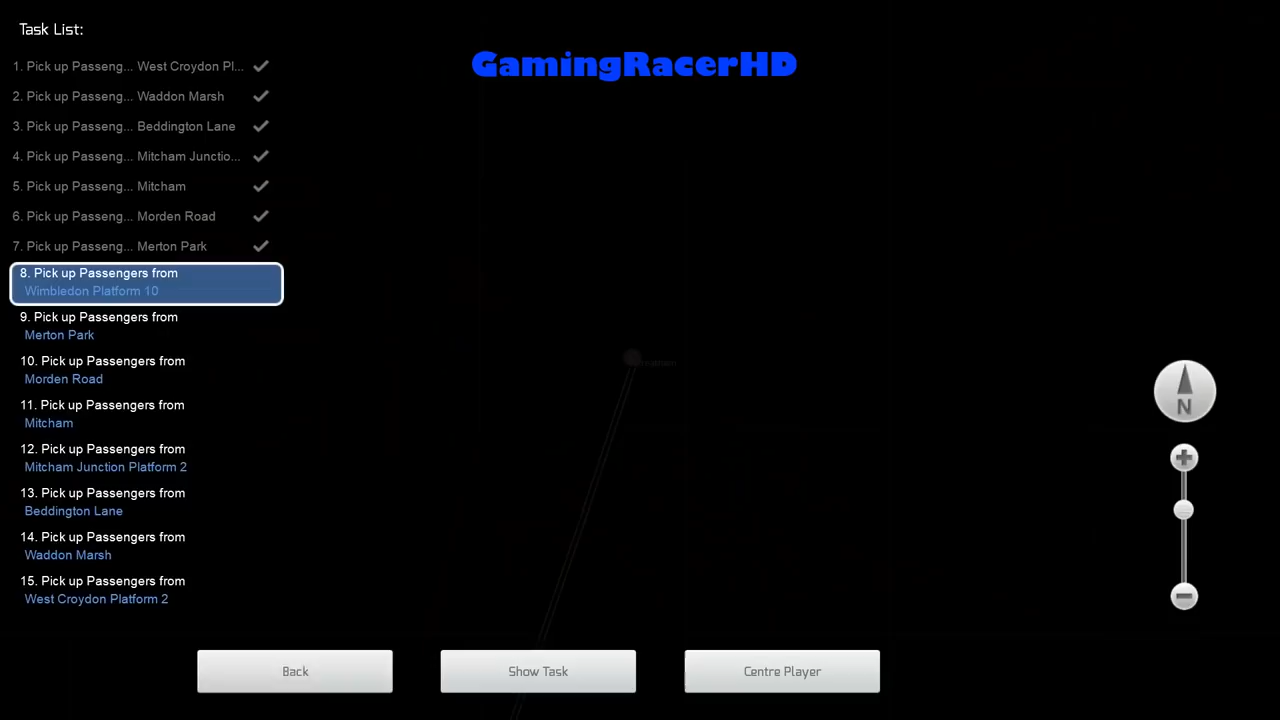 Task List:
GamingRacerHD
1. Pick up Passeng... West Croydon Pl...
2. Pick up Passeng... Waddon Marsh
3. Pick up Passeng... Beddington Lane
4. Pick up Passeng... Mitcham Junctio...
5. Pick up Passeng... Mitcham
6. Pick up Passeng... Morden Road
7. Pick up Passeng... Merton Park
8. Pick up Passengers from
Wimbledon Platform 10
9. Pick up Passengers from
Merton Park
10. Pick up Passengers from
Morden Road
11. Pick up Passengers from
Mitcham
12. Pick up Passengers from
Mitcham Junction Platform 2
13. Pick up Passengers from
Beddington Lane
14. Pick up Passengers from
Waddon Marsh
15. Pick up Passengers from
West Croydon Platform 2
N
Back
Show Task
Centre Player